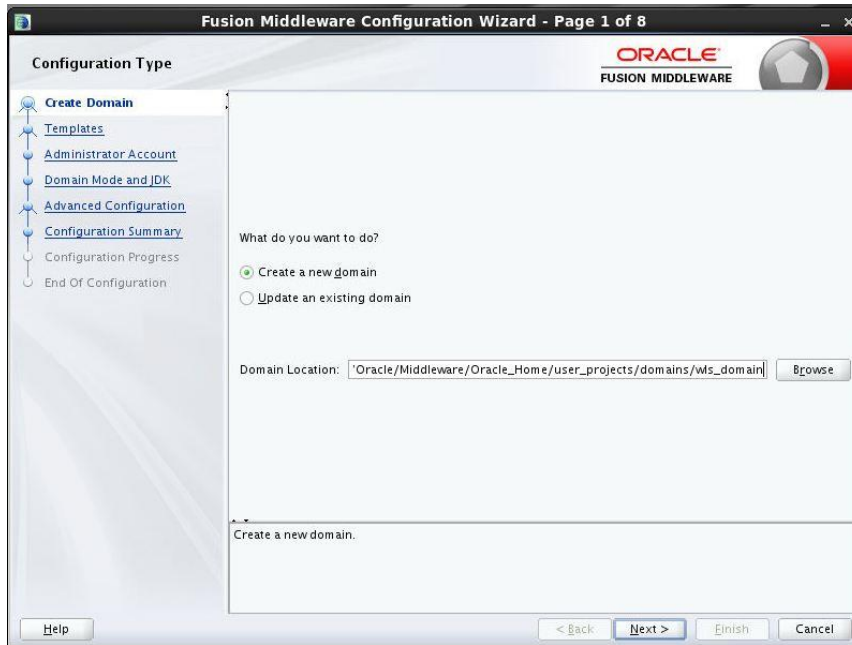 Fusion Middleware Configuration Wizard - Page 1 of 8
Configuration Type
ORACLE
FUSION MIDDLEWARE
Create Domain
Templates
Administrator Account
Domain Mode and JDK
Advanced Configuration
Configuration Summary
Configuration Progress
End Of Configuration
What do you want to do?
Create a new domain
Update an existing domain
Domain Location: 'Oracle/Middleware/Oracle_Home/user_projects/domains/wls_domain Browse
Create a new domain.
Help < Back Next > Finish Cancel